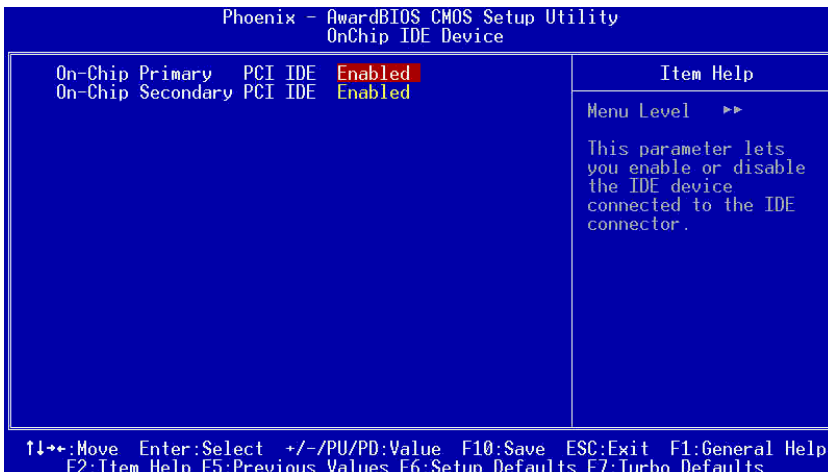 Phoenix - AwardBIOS CMOS Setup Utility
OnChip IDE Device
On-Chip Primary PCI IDE Enabled
On-Chip Secondary PCI IDE Enabled
Item Help
Menu Level ▶▶
This parameter lets
you enable or disable
the IDE device
connected to the IDE
connector.
↑↓→←:Move Enter:Select +/-/PU/PD:Value F10:Save ESC:Exit F1:General Help
F2:Item Help F5:Previous Values F6:Setup Defaults F7:Turbo Defaults